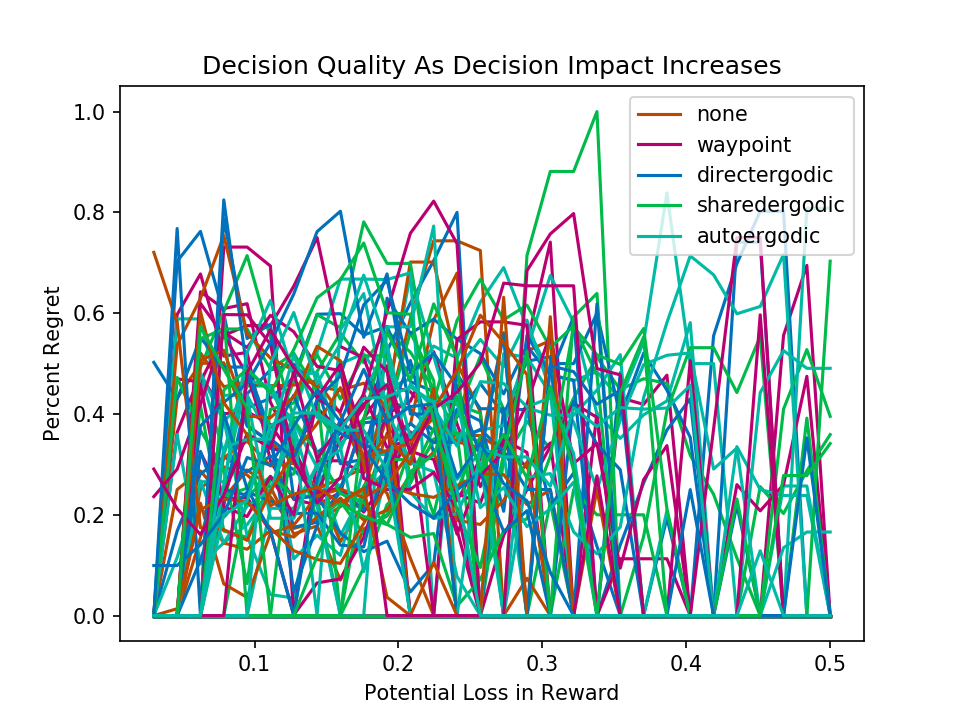 Decision Quality As Decision Impact Increases
1.0
0.8
0.6
0.4
0.2
0.0
Percent Regret
none
waypoint
directergodic
sharedergodic
autoergodic
0.1 0.2 0.3 0.4 0.5
Potential Loss in Reward